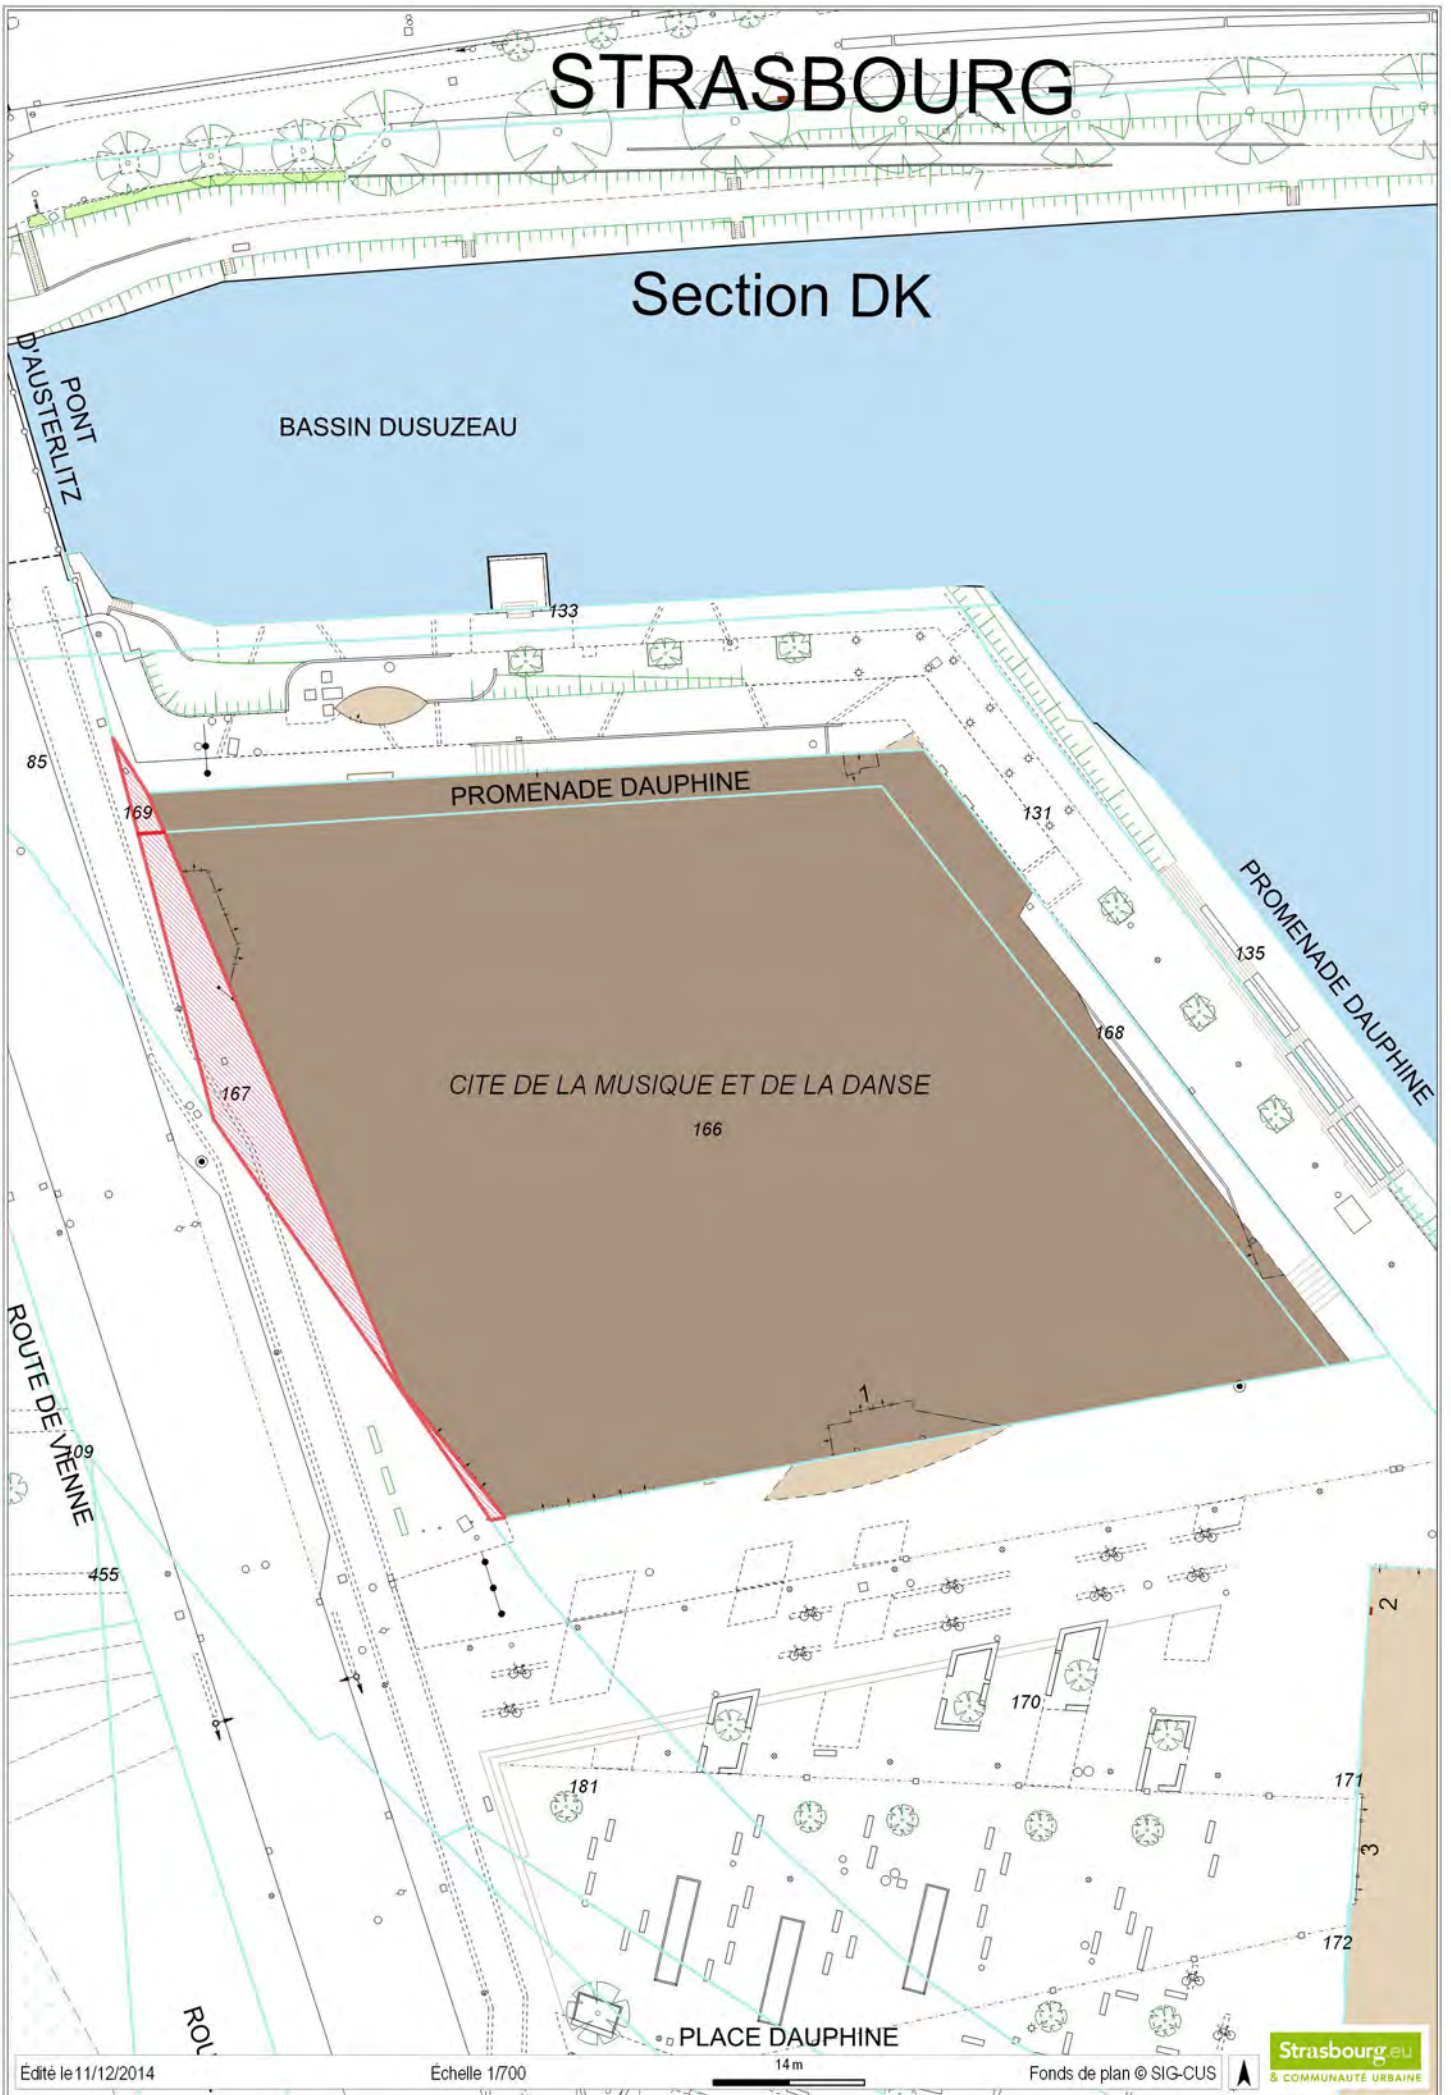 STRASBOURG
Section DK
PONT
D'AUSTERLITZ
BASSIN DUSUZEAU
133
85
PROMENADE DAUPHINE
169
131
PROMENADE DAUPHINE
135
168
167
CITE DE LA MUSIQUE ET DE LA DANSE
166
ROUTE DE VIENNE
1
109
455
2
170
181
171
3
172
ROU
PLACE DAUPHINE
Édité le 11/12/2014
Échelle 1/700
14 m
Fonds de plan © SIG-CUS
Strasbourg.eu
& COMMUNAUTÉ URBAINE